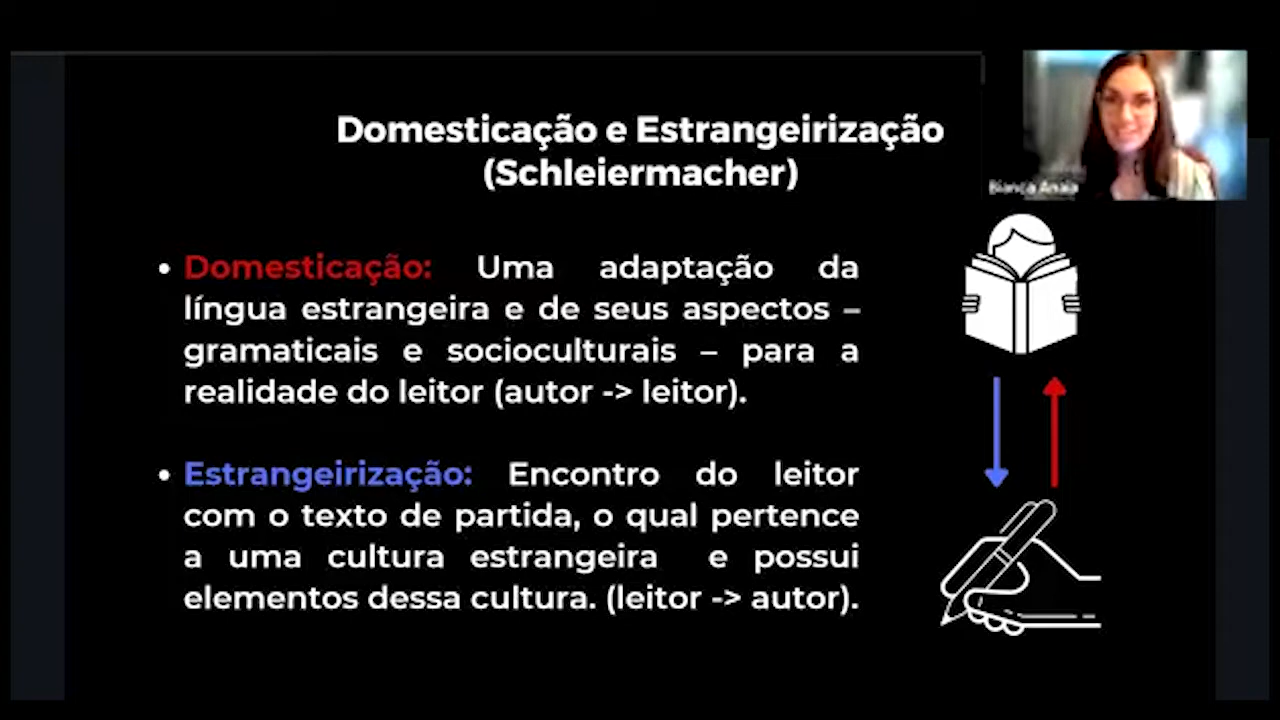 Domesticação e Estrangeirização
(Schleiermacher)
Bianca Anaia
• Domesticação: Uma adaptação da
língua estrangeira e de seus aspectos –
gramaticais e socioculturais – para a
realidade do leitor (autor -> leitor).
• Estrangeirização: Encontro do leitor
com o texto de partida, o qual pertence
a uma cultura estrangeira e possui
elementos dessa cultura. (leitor -> autor).